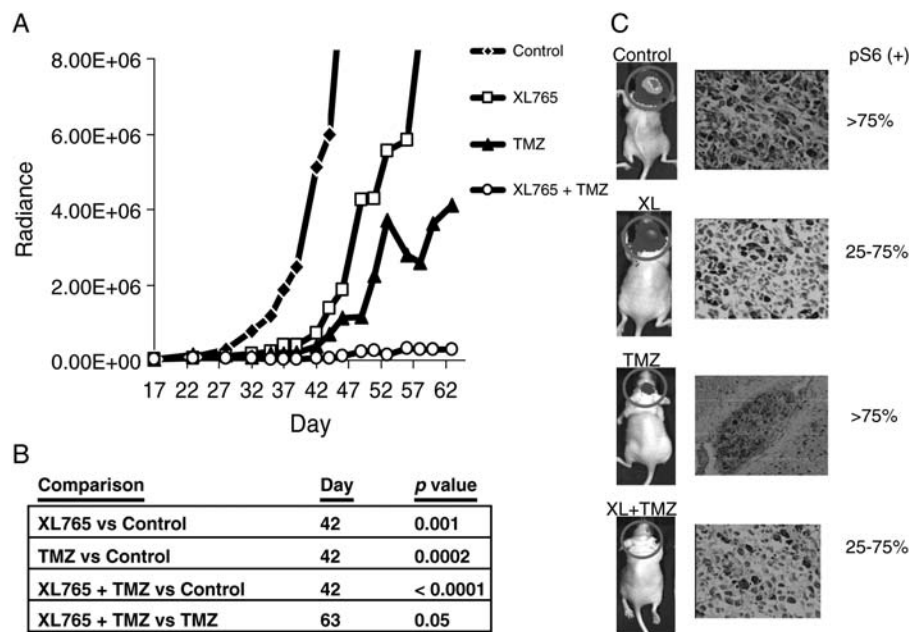 A
8.00E+06
6.00E+06
4.00E+06
2.00E+06
0.00E+00
Radiance
17 22 27 32 37 42 47 52 57 62
Day
Control
XL765
TMZ
XL765 + TMZ
B
Comparison Day p value
XL765 vs Control 42 0.001
TMZ vs Control 42 0.0002
XL765 + TMZ vs Control 42 < 0.0001
XL765 + TMZ vs TMZ 63 0.05
C
pS6 (+)
Control
>75%
XL
25-75%
TMZ
>75%
XL+TMZ
25-75%